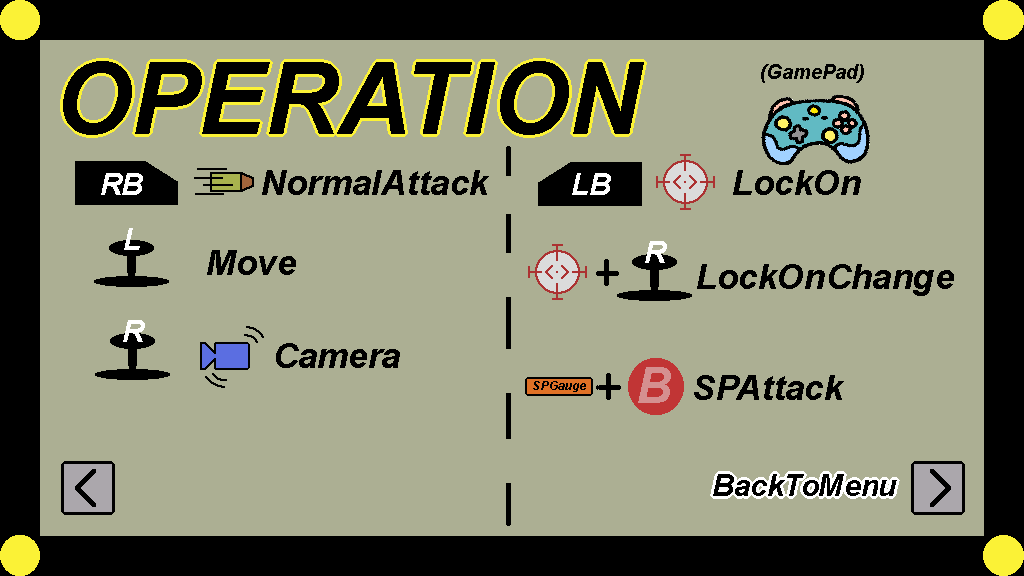 OPERATION
(GamePad)
RB NormalAttack
L Move
R Camera
LB LockOn
+ R LockOnChange
SPGauge + B SPAttack
< BackToMenu >